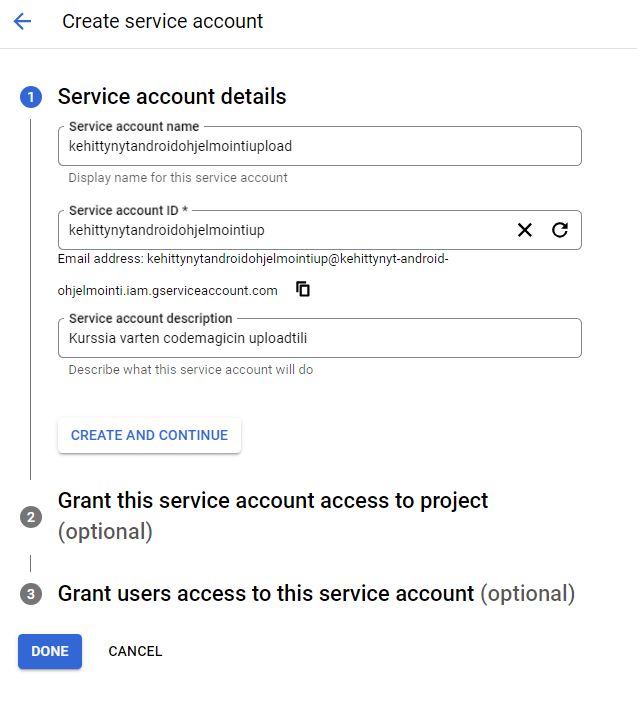 Create service account
1 Service account details
Service account name
kehittynytandroidohjelmointiupload
Display name for this service account
Service account ID *
kehittynytandroidohjelmointiup
Email address: kehittynytandroidohjelmointiup@kehittynyt-android-
ohjelmointi.iam.gserviceaccount.com
Service account description
Kurssia varten codemagicin uploadtili
Describe what this service account will do
CREATE AND CONTINUE
2 Grant this service account access to project
(optional)
3 Grant users access to this service account (optional)
DONE CANCEL